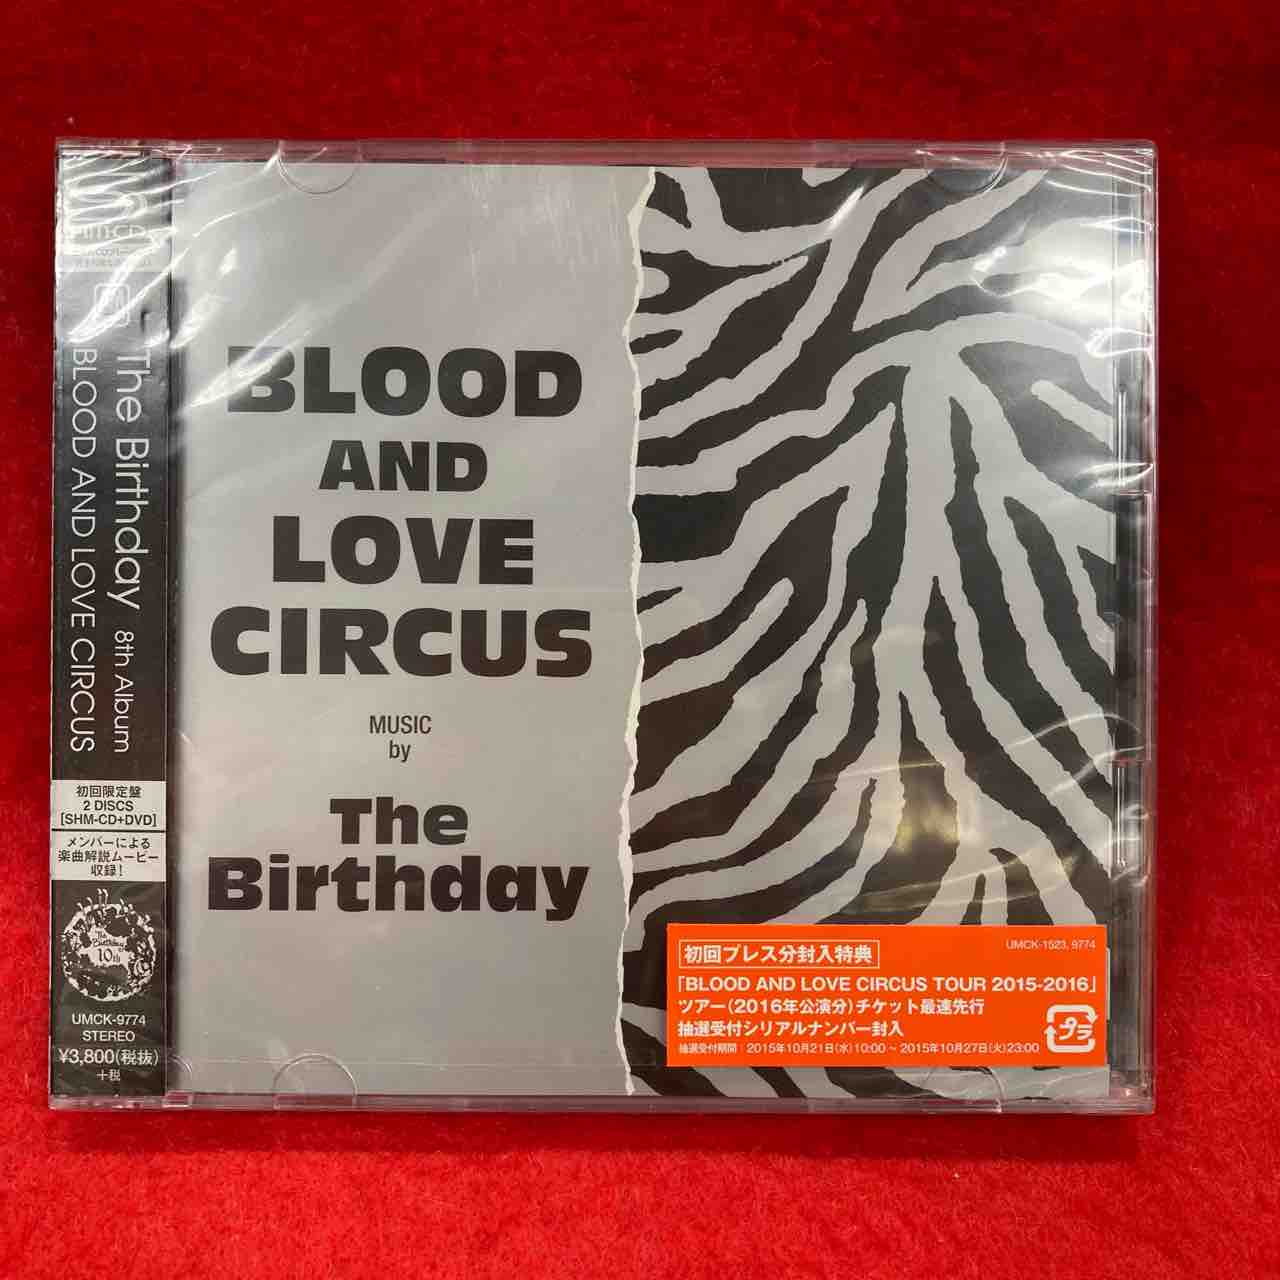 The Birthday 8th Album
BLOOD AND LOVE CIRCUS
初回限定盤
2 DISCS
[SHM-CD+DVD]
メンバーによる
楽曲解説ムービー
収録!
The
Birthday
10th
UMCK-9774
STEREO
¥3,800(税抜)
+税
BLOOD
AND
LOVE
CIRCUS
MUSIC
by
The
Birthday
初回プレス分封入特典
UMCK-1523, 9774
「BLOOD AND LOVE CIRCUS TOUR 2015-2016」
ツアー(2016年公演分)チケット最速先行
抽選受付シリアルナンバー封入
抽選受付期間:2015年10月21日(水)10:00 ~ 2015年10月27日(火)23:00
プラ